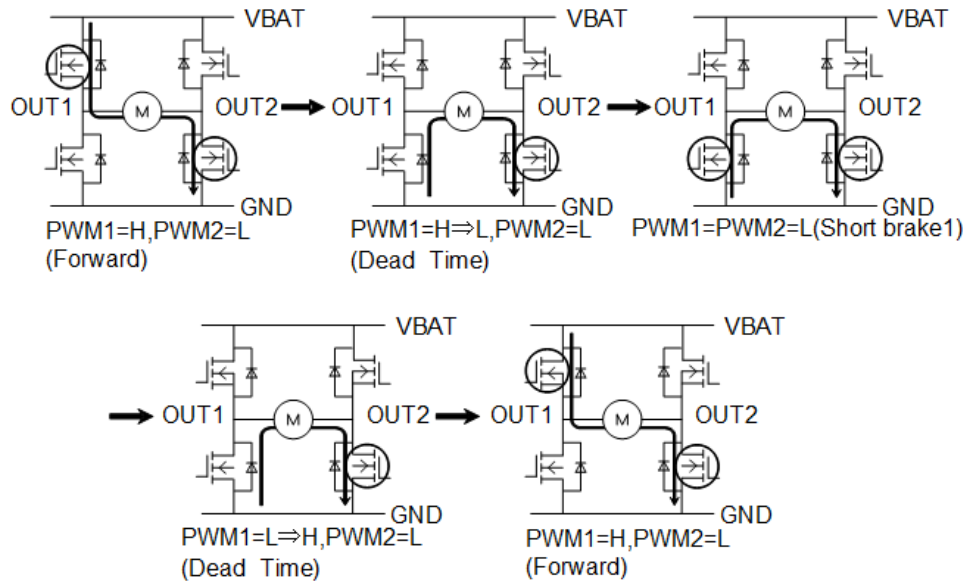 VBAT
VBAT
VBAT
OUT1
M
OUT2
OUT1
M
OUT2
OUT1
M
OUT2
GND
GND
GND
PWM1=H,PWM2=L
(Forward)
PWM1=H⇒L,PWM2=L
(Dead Time)
PWM1=PWM2=L(Short brake1)
VBAT
VBAT
OUT1
M
OUT2
OUT1
M
OUT2
GND
GND
PWM1=L⇒H,PWM2=L
(Dead Time)
PWM1=H,PWM2=L
(Forward)